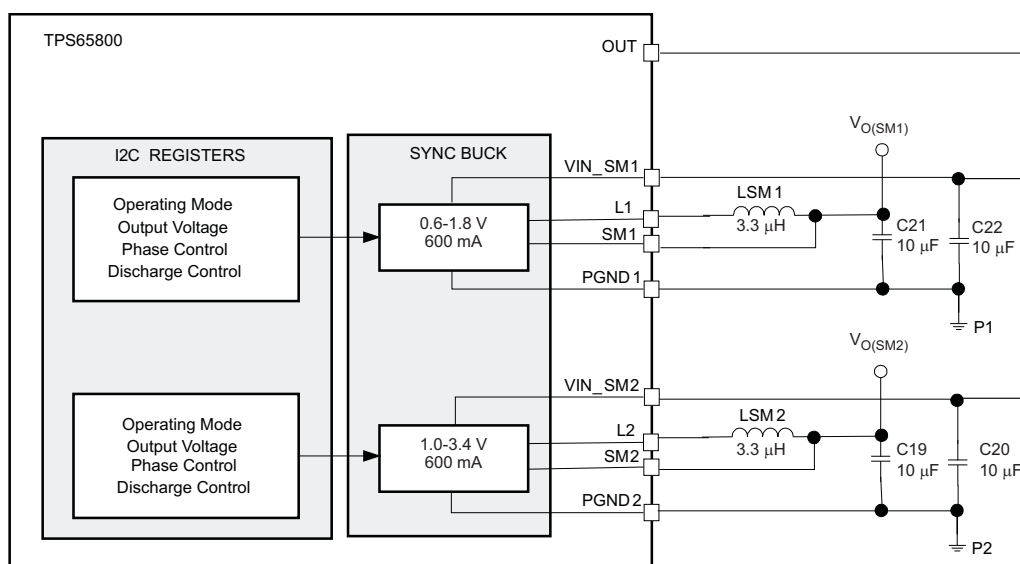 TPS65800
OUT
I2C REGISTERS
SYNC BUCK
Operating Mode
Output Voltage
Phase Control
Discharge Control
0.6-1.8 V
600 mA
VIN_SM1
L1
SM1
PGND1
LSM1
3.3 μH
VO(SM1)
C21
10 μF
C22
10 μF
P1
Operating Mode
Output Voltage
Phase Control
Discharge Control
1.0-3.4 V
600 mA
VIN_SM2
L2
SM2
PGND2
LSM2
3.3 μH
VO(SM2)
C19
10 μF
C20
10 μF
P2